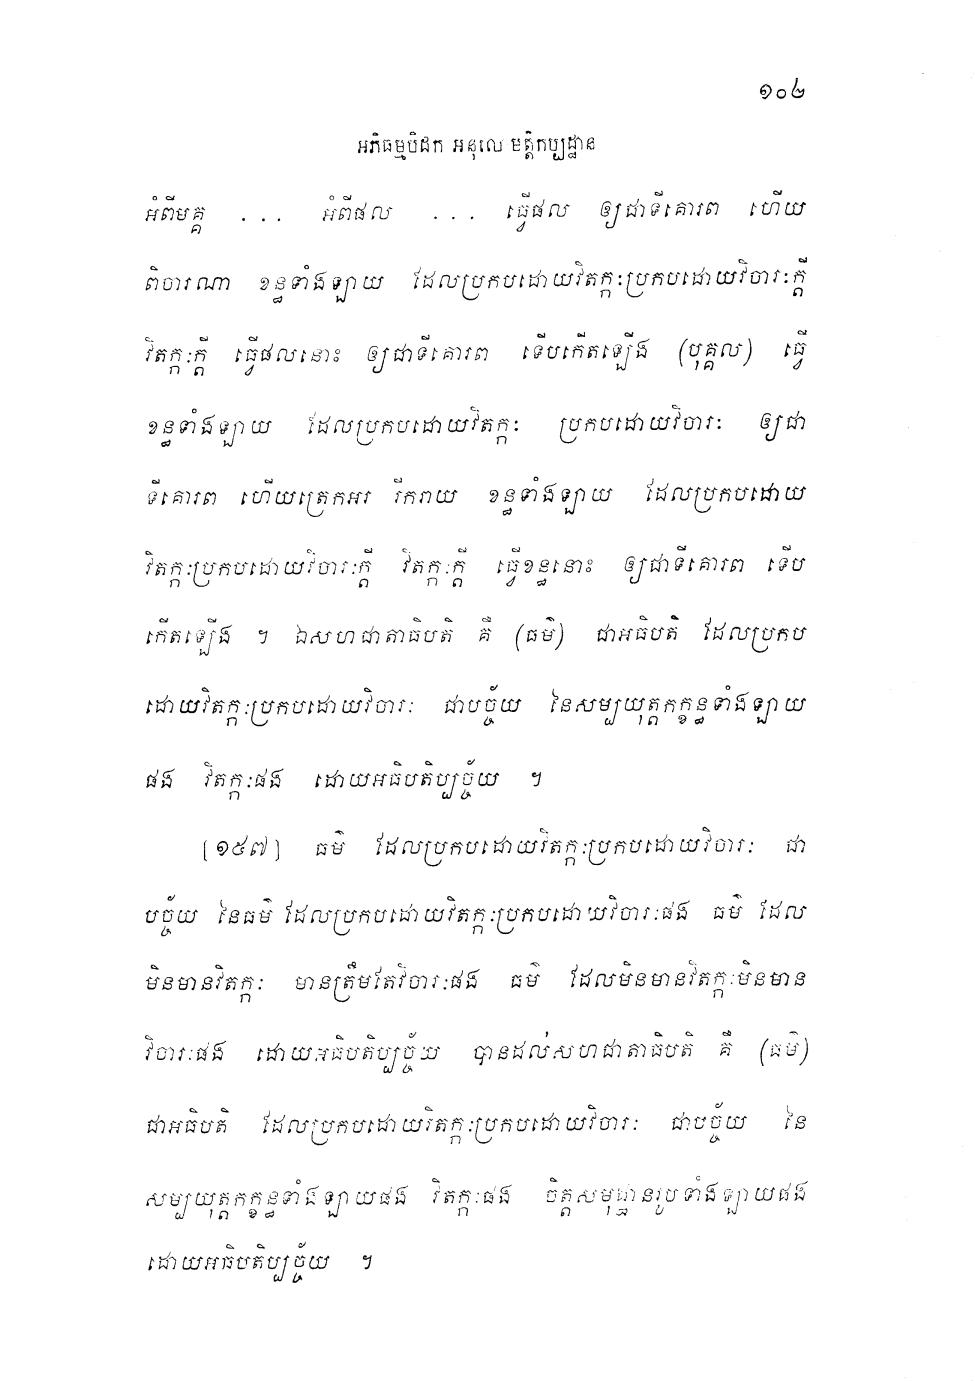 ១០៤
អភិធម្មបិដក អនុលោមត្តិកប្បដ្ឋាន
អំពីមគ្គ ... អំពីផល ... ធ្វើផល ឲ្យជាទីគោរព ហើយ
ពិចារណា ខន្ធទាំងឡាយ ដែលប្រកបដោយវិតក្កៈប្រកបដោយវិចារៈក្តី
វិតក្កៈក្តី ធ្វើផលនោះ ឲ្យជាទីគោរព ទើបកើតឡើង (បុគ្គល) ធ្វើ
ខន្ធទាំងឡាយ ដែលប្រកបដោយវិតក្កៈ ប្រកបដោយវិចារៈ ឲ្យជា
ទីគោរព ហើយត្រេកអរ រីករាយ ខន្ធទាំងឡាយ ដែលប្រកបដោយ
វិតក្កៈប្រកបដោយវិចារៈក្តី វិតក្កៈក្តី ធ្វើខន្ធនោះ ឲ្យជាទីគោរព ទើប
កើតឡើង ។ ឯសហជាតាធិបតិ គឺ (ធម៌) ជាអធិបតិ ដែលប្រកប
ដោយវិតក្កៈប្រកបដោយវិចារៈ ជាបច្ច័យ នៃសម្បយុត្តកក្ខន្ធទាំងឡាយ
ផង វិតក្កៈផង ដោយអធិបតិប្បច្ច័យ ។
[១៥៧] ធម៌ ដែលប្រកបដោយវិតក្កៈប្រកបដោយវិចារៈ ជា
បច្ច័យ នៃធម៌ ដែលប្រកបដោយវិតក្កៈប្រកបដោយវិចារៈផង ធម៌ ដែល
មិនមានវិតក្កៈ មានត្រឹមតែវិចារៈផង ធម៌ ដែលមិនមានវិតក្កៈមិនមាន
វិចារៈផង ដោយអធិបតិប្បច្ច័យ បានដល់សហជាតាធិបតិ គឺ (ធម៌)
ជាអធិបតិ ដែលប្រកបដោយវិតក្កៈប្រកបដោយវិចារៈ ជាបច្ច័យ នៃ
សម្បយុត្តកក្ខន្ធទាំងឡាយផង វិតក្កៈផង ចិត្តសមុដ្ឋានរូបទាំងឡាយផង
ដោយអធិបតិប្បច្ច័យ ។